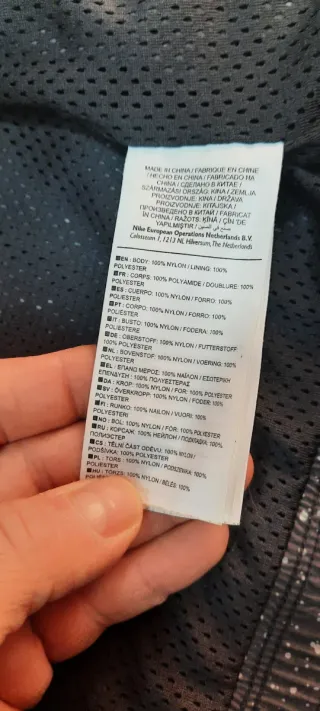 MADE IN CHINA / FABRIQUE EN CHINE
/ HECHO EN CHINA / FABRICADO NA
CHINA / СДЕЛАНО В КИТАЕ /
SZÁRMAZÁSI ORSZÁG: KÍNA / ZEMLJA
PROIZVODNJE: KINA / DRŽAVA
PROIZVODNJE: KITAJSKA /
ПРОИЗВЕДЕНО В КИТАЙ / FABRICAT
ÎN CHINA / RAŽOTS: ĶĪNĀ / ÇİN 'DE
YAPILMIŞTIR / صنع في الصين
Nike European Operations Netherlands B.V.
Colosseum 1, 1213 NL Hilversum, The Netherlands
EN: BODY: 100% NYLON / LINING: 100%
POLYESTER
FR: CORPS: 100% POLYAMIDE / DOUBLURE: 100%
POLYESTER
ES: CUERPO: 100% NYLON / FORRO: 100%
POLIÉSTER
PT: CORPO: 100% NYLON / FORRO: 100%
POLIÉSTER
IT: BUSTO: 100% NYLON / FODERA: 100%
POLIESTERE
DE: OBERSTOFF: 100% NYLON / FUTTERSTOFF:
100% POLYESTER
NL: BOVENSTOF: 100% NYLON / VOERING: 100%
POLYESTER
EL: ΕΠΑΝΩ ΜΕΡΟΣ: 100% ΝΑΪΛΟΝ / ΕΣΩΤΕΡΙΚΗ
ΕΠΕΝΔΥΣΗ: 100% ΠΟΛΥΕΣΤΕΡΑΣ
DA: KROP: 100% NYLON / FOR: 100% POLYESTER
SV: ÖVERKROPP: 100% NYLON / FODER: 100%
POLYESTER
FI: RUNKO: 100% NAILON / VUORI: 100%
POLYESTERI
NO: BOL: 100% NYLON / FÔR: 100% POLYESTER
RU: КОРСАЖ: 100% НЕЙЛОН / ПОДКЛАДКА: 100%
ПОЛИЭСТЕР
CS: TĚLNÍ ČÁST ODĚVU: 100% NYLON /
PODŠÍVKA: 100% POLYESTER
PL: TORS: 100% NYLON / PODSZEWKA: 100%
POLIESTER
HU: TÖRZS: 100% NYLON / BÉLÉS: 100%